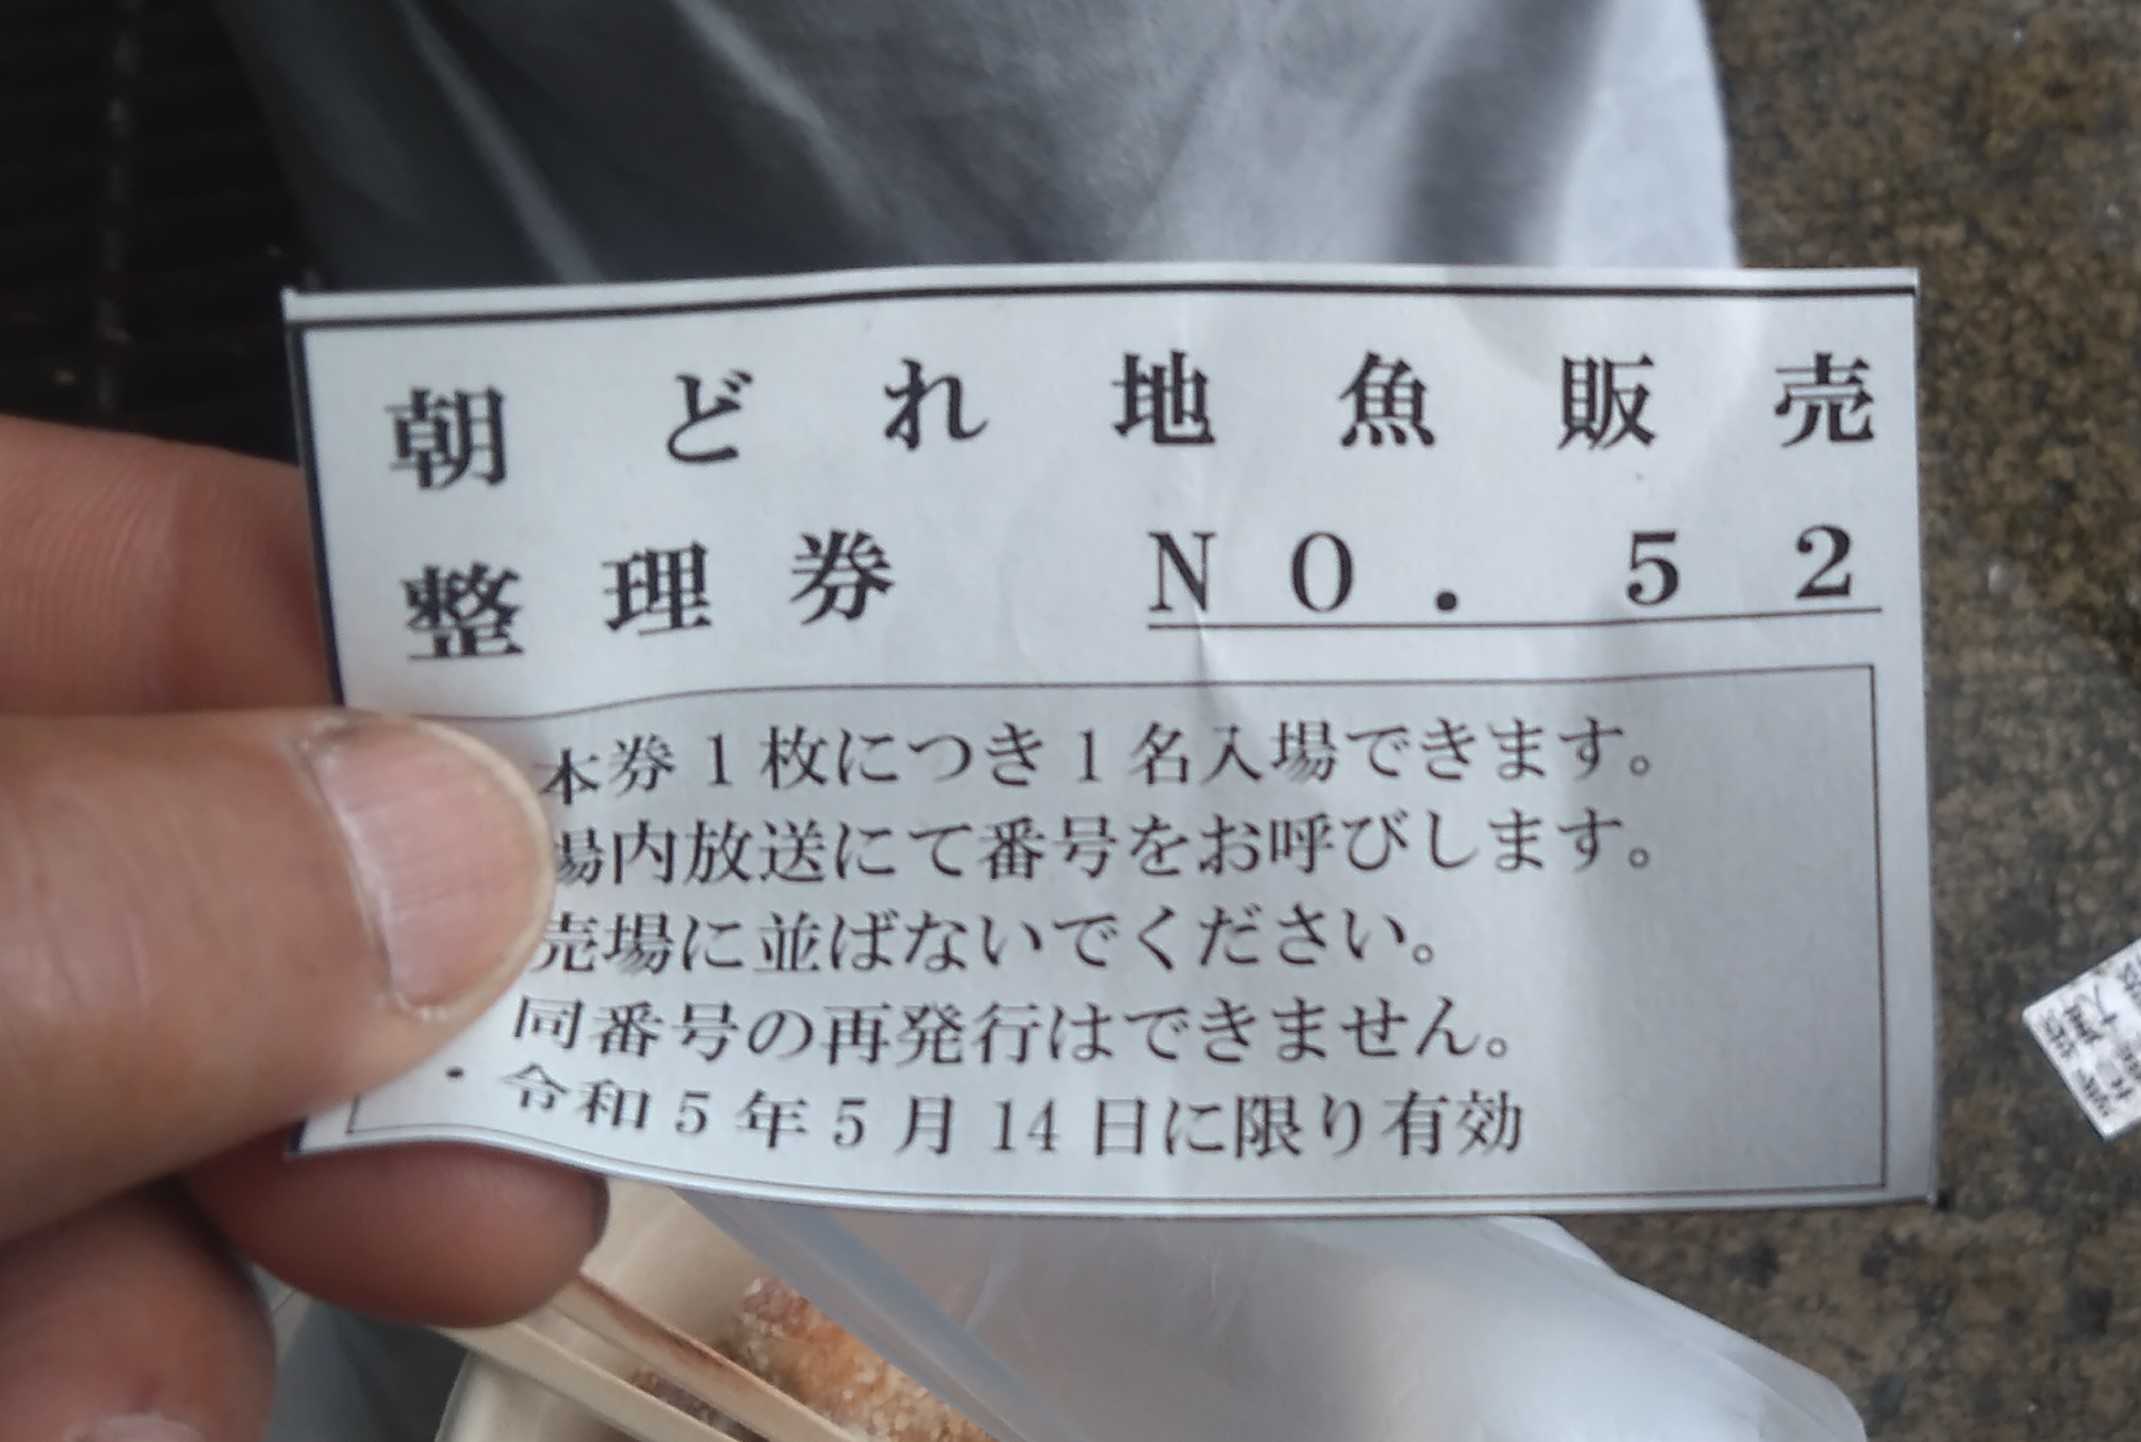 朝どれ地魚販売
整理券 NO. 52
本券1枚につき1名入場できます。
場内放送にて番号をお呼びします。
売場に並ばないでください。
同番号の再発行はできません。
・令和5年5月14日に限り有効